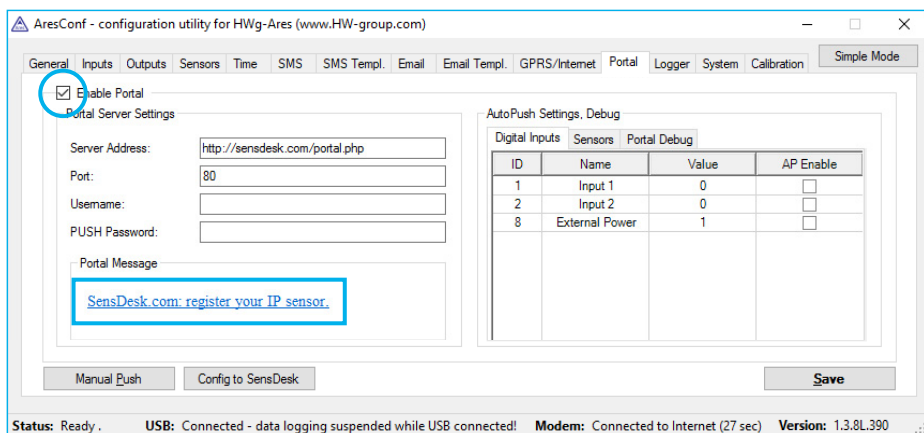 AresConf - configuration utility for HWg-Ares (www.HW-group.com)
General Inputs Outputs Sensors Time SMS SMS Templ. Email Email Templ. GPRS/Internet Portal Logger System Calibration Simple Mode
Enable Portal
Portal Server Settings
Server Address: http://sensdesk.com/portal.php
Port: 80
Username:
PUSH Password:
Portal Message
SensDesk.com: register your IP sensor.
AutoPush Settings, Debug
Digital Inputs Sensors Portal Debug
ID Name Value AP Enable
1 Input 1 0
2 Input 2 0
8 External Power 1
Manual Push Config to SensDesk Save
Status: Ready . USB: Connected - data logging suspended while USB connected! Modem: Connected to Internet (27 sec) Version: 1.3.8L.390